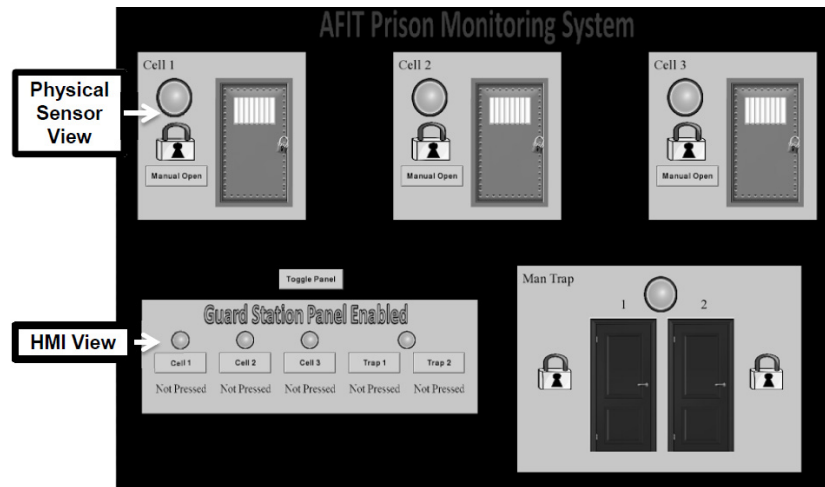 AFIT Prison Monitoring System
Physical
Sensor
View
Cell 1
Manual Open
Cell 2
Manual Open
Cell 3
Manual Open
Toggle Panel
HMI View
Guard Station Panel Enabled
Cell 1 Cell 2 Cell 3 Trap 1 Trap 2
Not Pressed Not Pressed Not Pressed Not Pressed Not Pressed
Man Trap
1 2